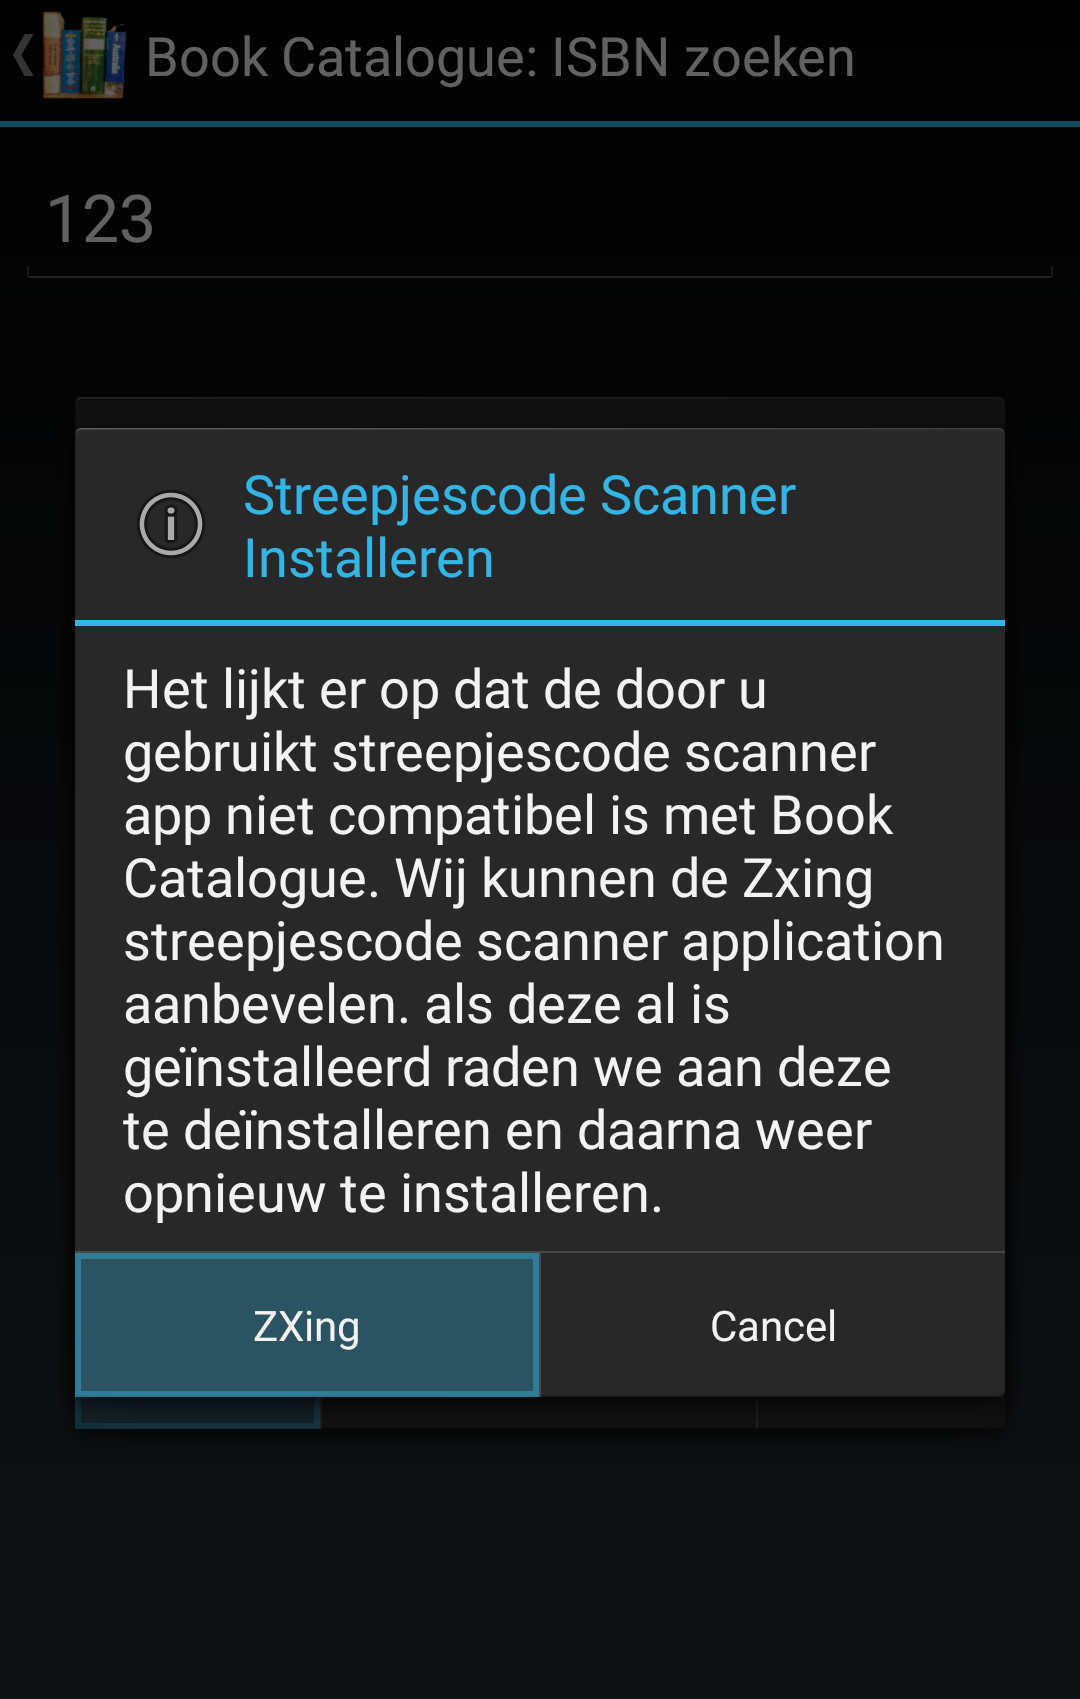 Book Catalogue: ISBN zoeken
123
Streepjescode Scanner
Installeren
Het lijkt er op dat de door u
gebruikt streepjescode scanner
app niet compatibel is met Book
Catalogue. Wij kunnen de Zxing
streepjescode scanner application
aanbevelen. als deze al is
geïnstalleerd raden we aan deze
te deïnstalleren en daarna weer
opnieuw te installeren.
ZXing
Cancel